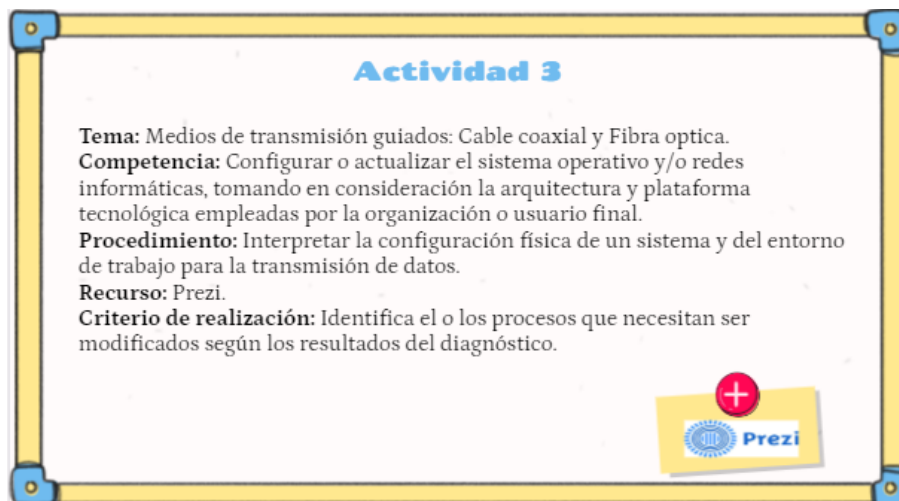 Actividad 3
Tema: Medios de transmisión guiados: Cable coaxial y Fibra optica.
Competencia: Configurar o actualizar el sistema operativo y/o redes
informáticas, tomando en consideración la arquitectura y plataforma
tecnológica empleadas por la organización o usuario final.
Procedimiento: Interpretar la configuración física de un sistema y del entorno
de trabajo para la transmisión de datos.
Recurso: Prezi.
Criterio de realización: Identifica el o los procesos que necesitan ser
modificados según los resultados del diagnóstico.
Prezi